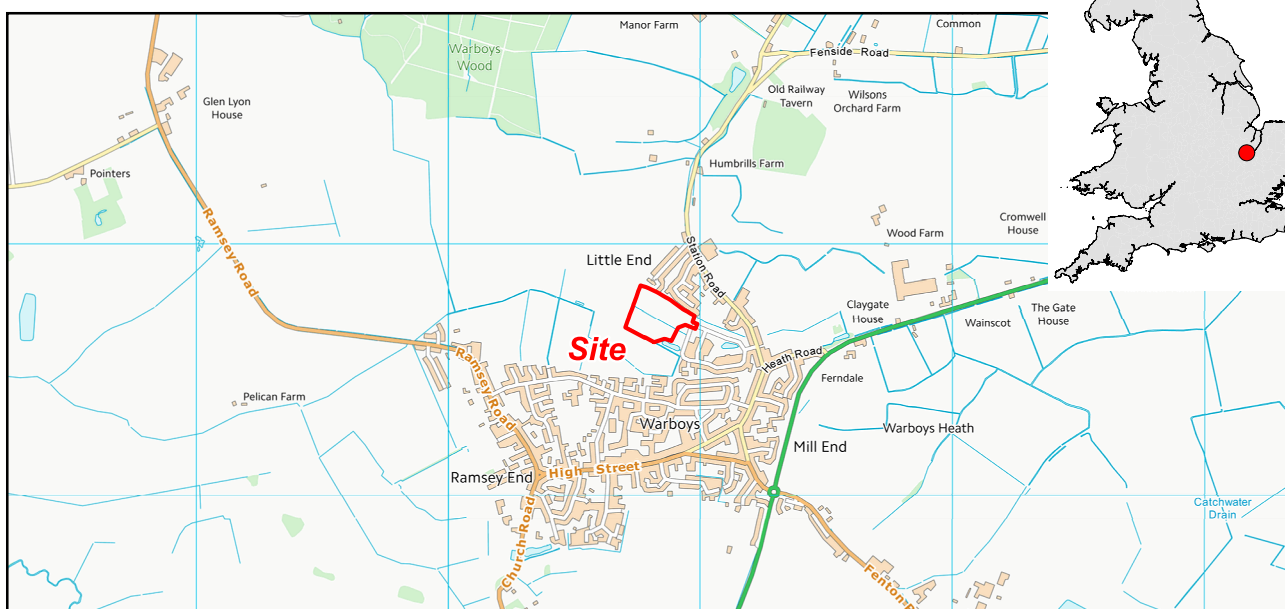 Manor Farm
Common
Warboys
Wood
Fenside Road
Old Railway
Tavern
Wilsons
Orchard Farm
Glen Lyon
House
Humbrills Farm
Pointers
Ramsey Road
Cromwell
House
Wood Farm
Station Road
Little End
Claygate
House
The Gate
House
Wainscot
Site
Ramsey Road
Heath Road
Ferndale
Pelican Farm
Warboys
Warboys Heath
Mill End
High Street
Ramsey End
Church Road
Catchwater
Drain
Fenton